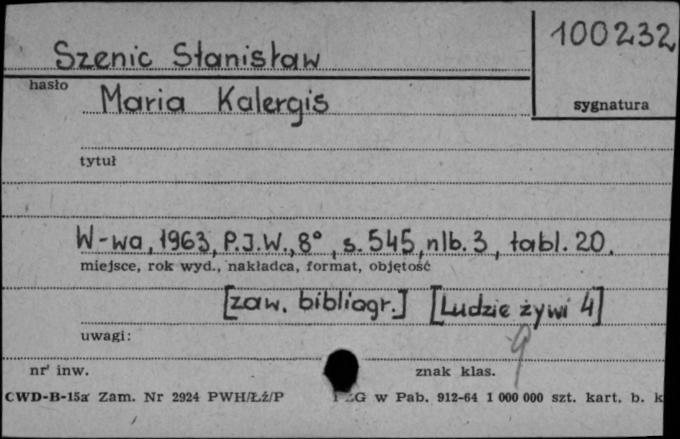 100232
Szenic Stanisław
hasło
sygnatura
Maria Kalergis
tytuł
W-wa, 1963, P.I.W., 8°, s. 545, nlb. 3, tabl. 20.
miejsce, rok wyd., nakładca, format, objętość
[zaw. bibliogr.] [Ludzie żywi 4]
uwagi:
9
nr inw.
znak klas.
CWD-B-15a Zam. Nr 2924 PWH/Łź/P w Pab. 912-64 1 000 000 szt. kart. b. k